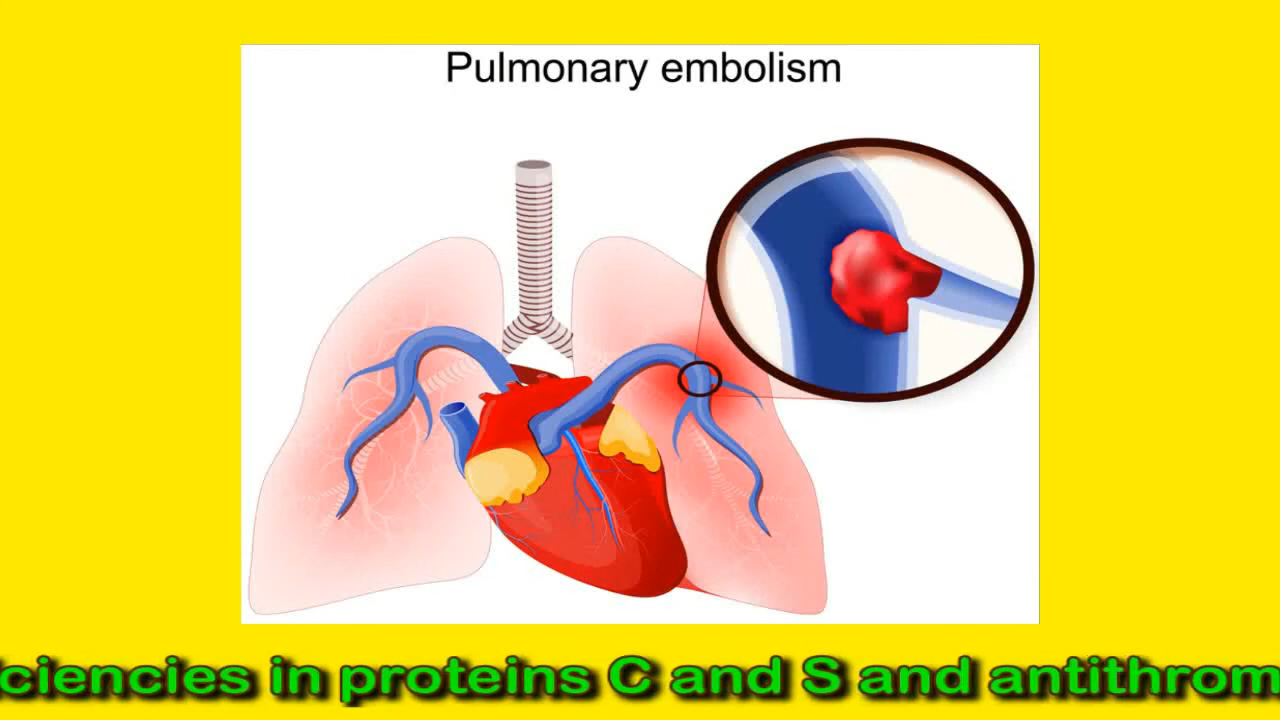 Pulmonary embolism
ciencies in proteins C and S and antithrom